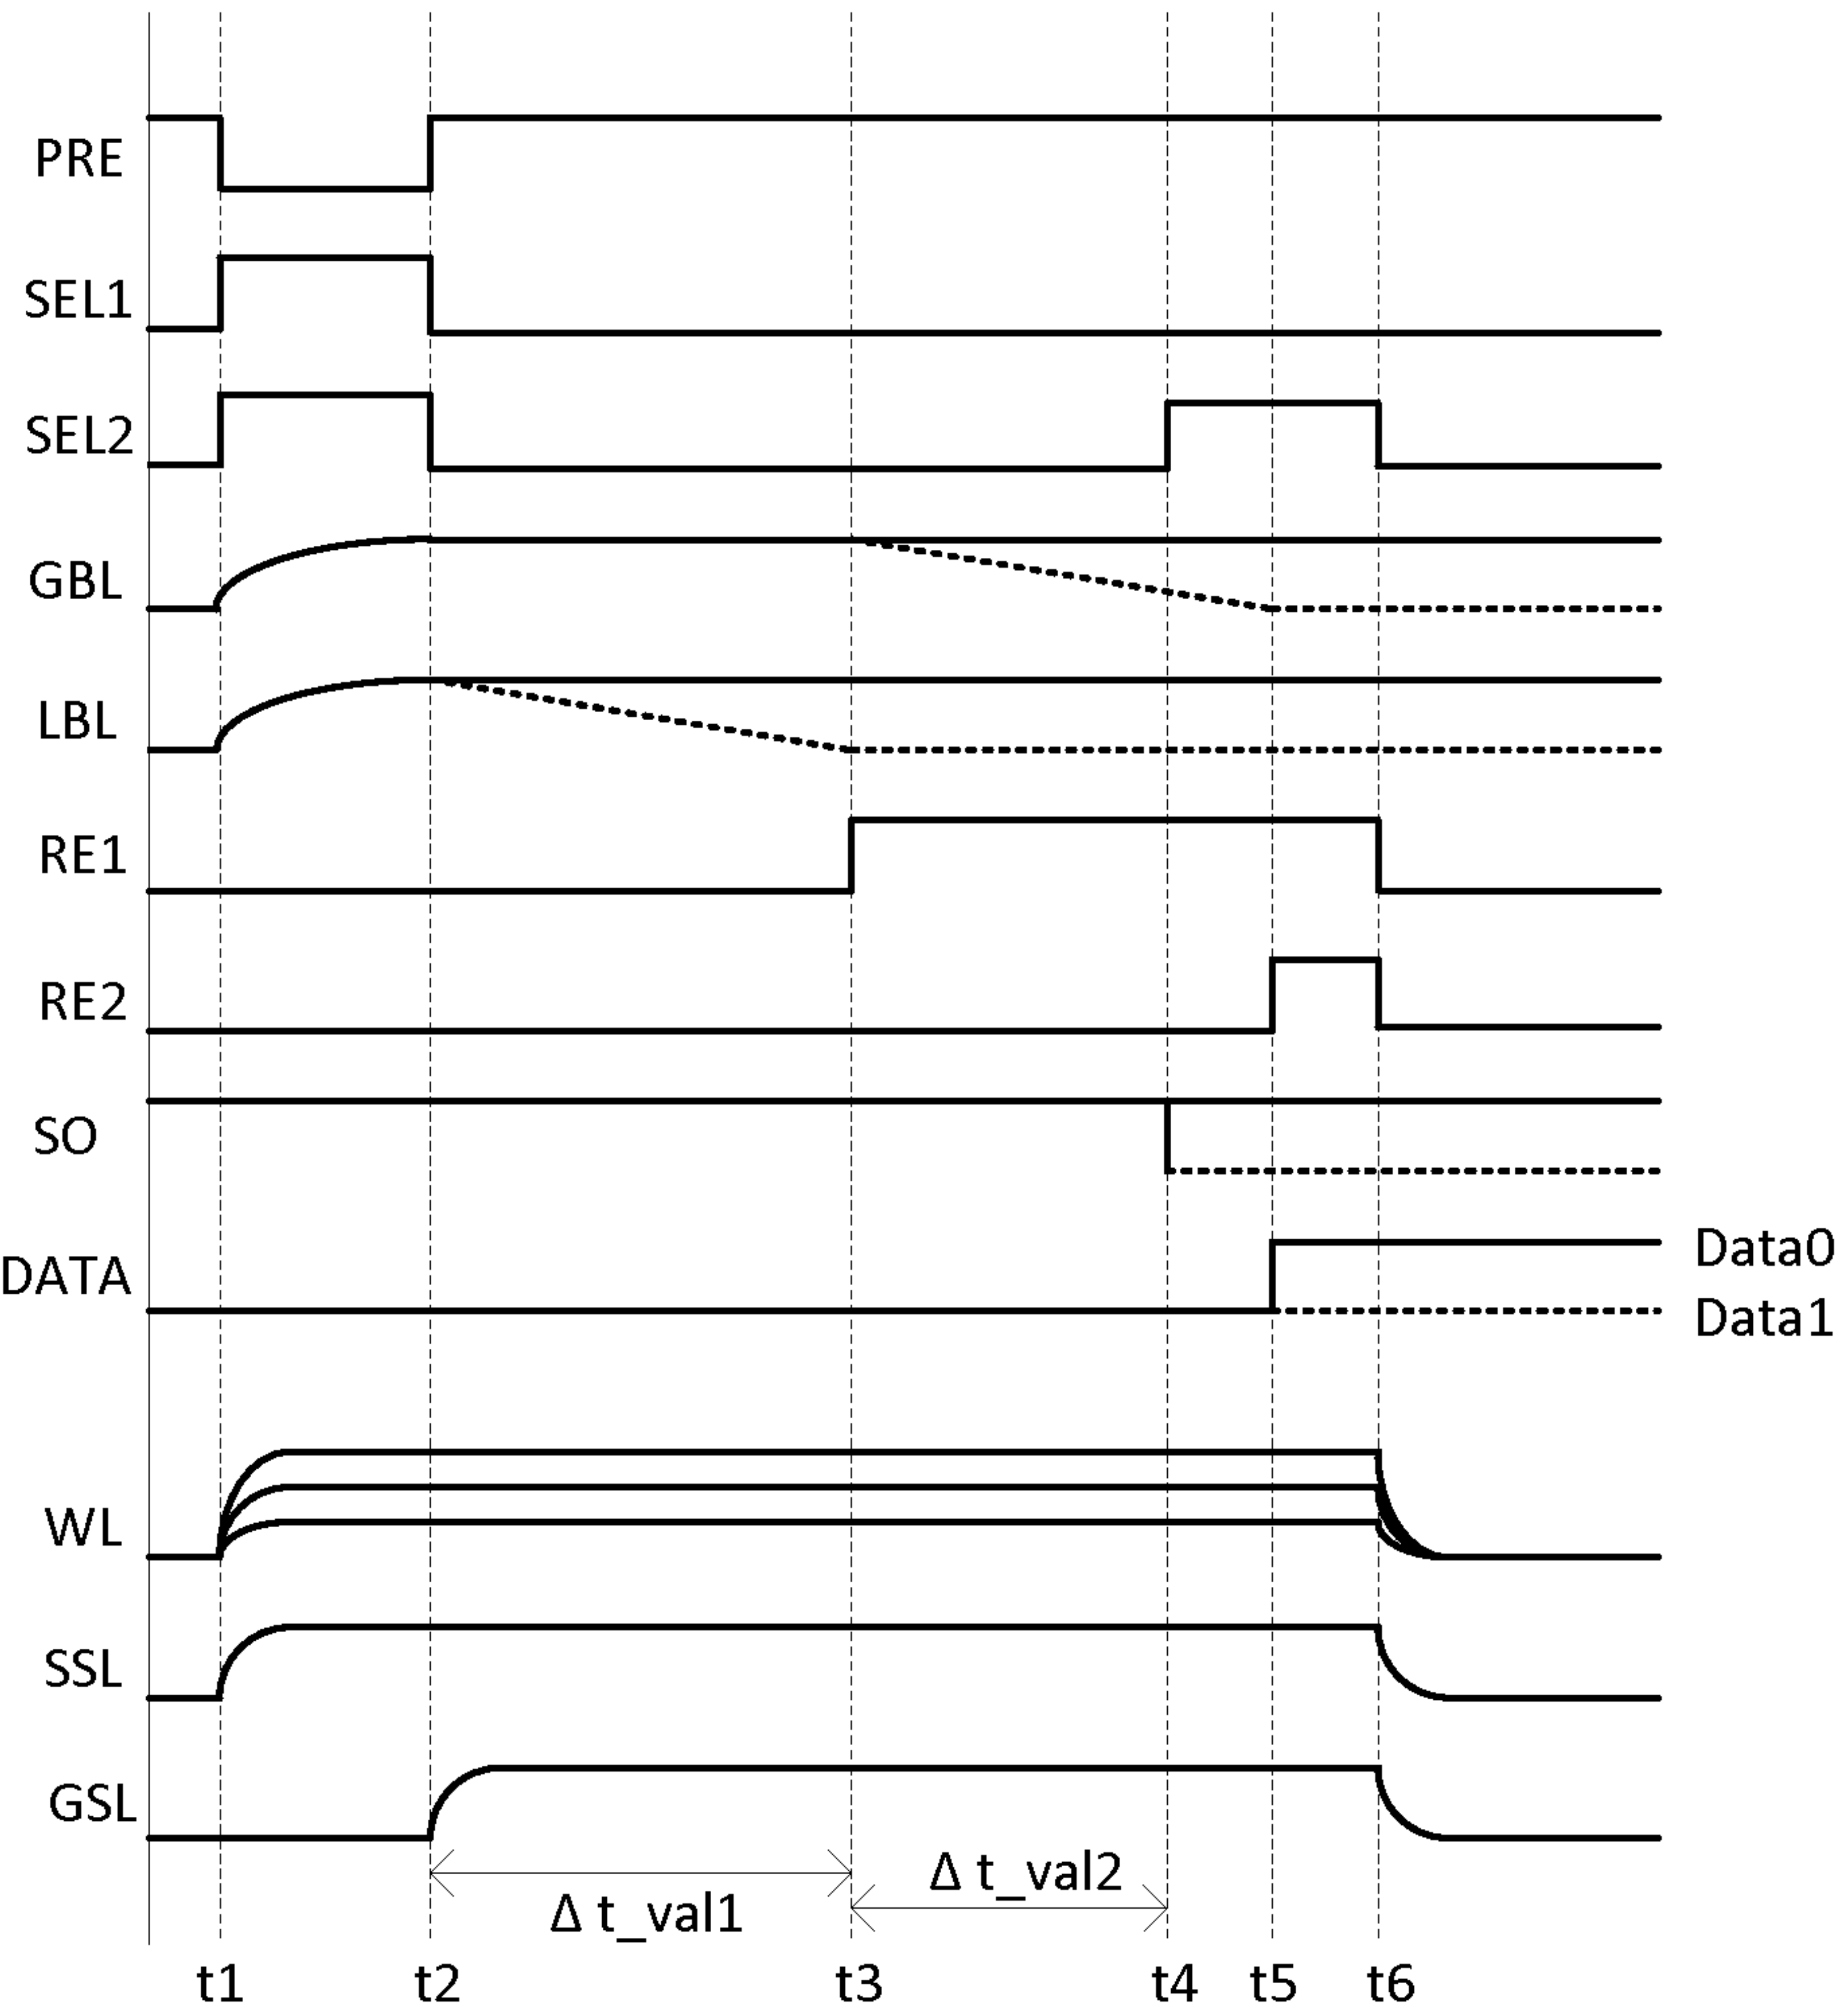 PRE
SEL1
SEL2
GBL
LBL
RE1
RE2
SO
DATA
Data0
Data1
WL
SSL
GSL
Δ t_val1
Δ t_val2
t1 t2 t3 t4 t5 t6